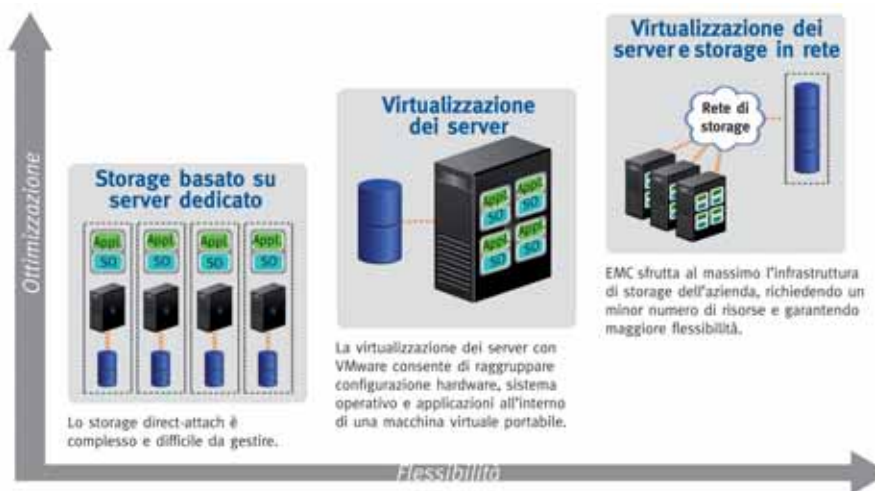 Ottimizzazione
Storage basato su
server dedicato
Appl.
SO
Appl.
SO
Appl.
SO
Appl.
SO
Lo storage direct-attach è
complesso e difficile da gestire.
Virtualizzazione
dei server
Appl.
SO
Appl.
SO
Appl.
SO
Appl.
SO
La virtualizzazione dei server con
VMware consente di raggruppare
configurazione hardware, sistema
operativo e applicazioni all'interno
di una macchina virtuale portabile.
Virtualizzazione dei
server e storage in rete
Rete di
storage
EMC sfrutta al massimo l'infrastruttura
di storage dell'azienda, richiedendo un
minor numero di risorse e garantendo
maggiore flessibilità.
Flessibilità